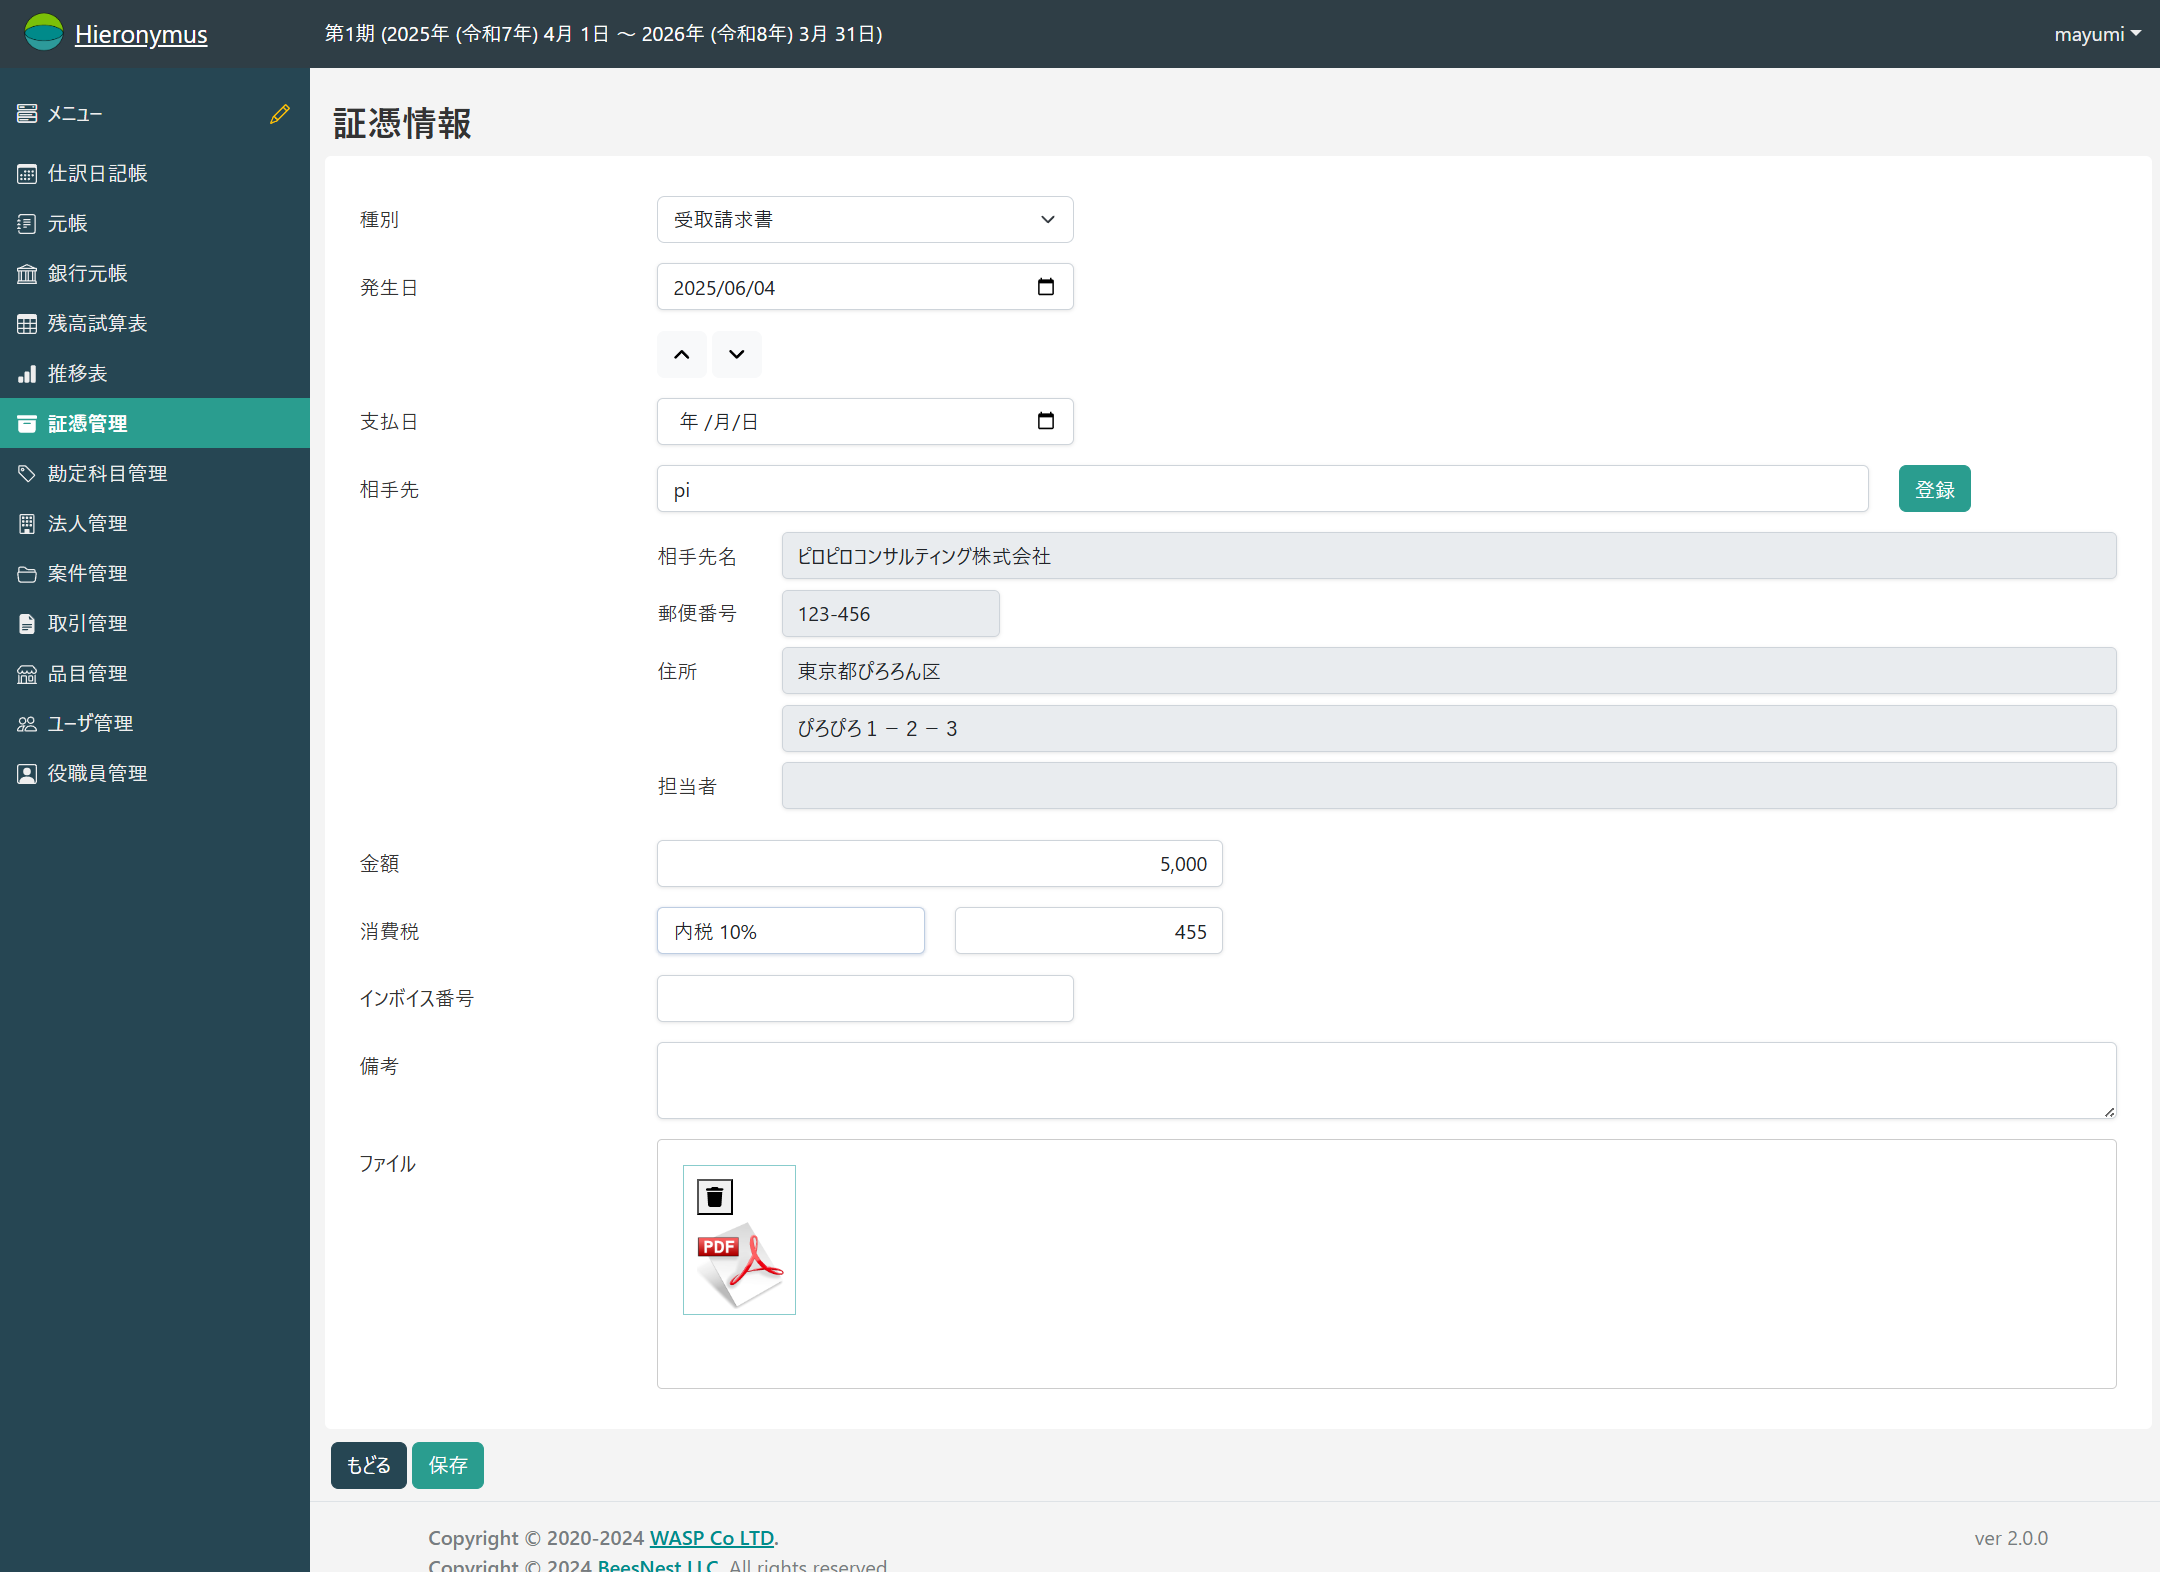 Hieronymus
第1期 (2025年 (令和7年) 4月 1日 〜 2026年 (令和8年) 3月 31日)
mayumi
メニュー
仕訳日記帳
元帳
銀行元帳
残高試算表
推移表
証憑管理
勘定科目管理
法人管理
案件管理
取引管理
品目管理
ユーザ管理
役職員管理
証憑情報
種別
受取請求書
発生日
2025/06/04
支払日
年 /月/日
相手先
pi
登録
相手先名
ピロピロコンサルティング株式会社
郵便番号
123-456
住所
東京都ぴろろん区
ぴろぴろ１－２－３
担当者
金額
5,000
消費税
内税 10%
455
インボイス番号
備考
ファイル
PDF
もどる
保存
Copyright © 2020-2024 WASP Co LTD.
ver 2.0.0
Copyright © 2024 BeesNest LLC. All rights reserved